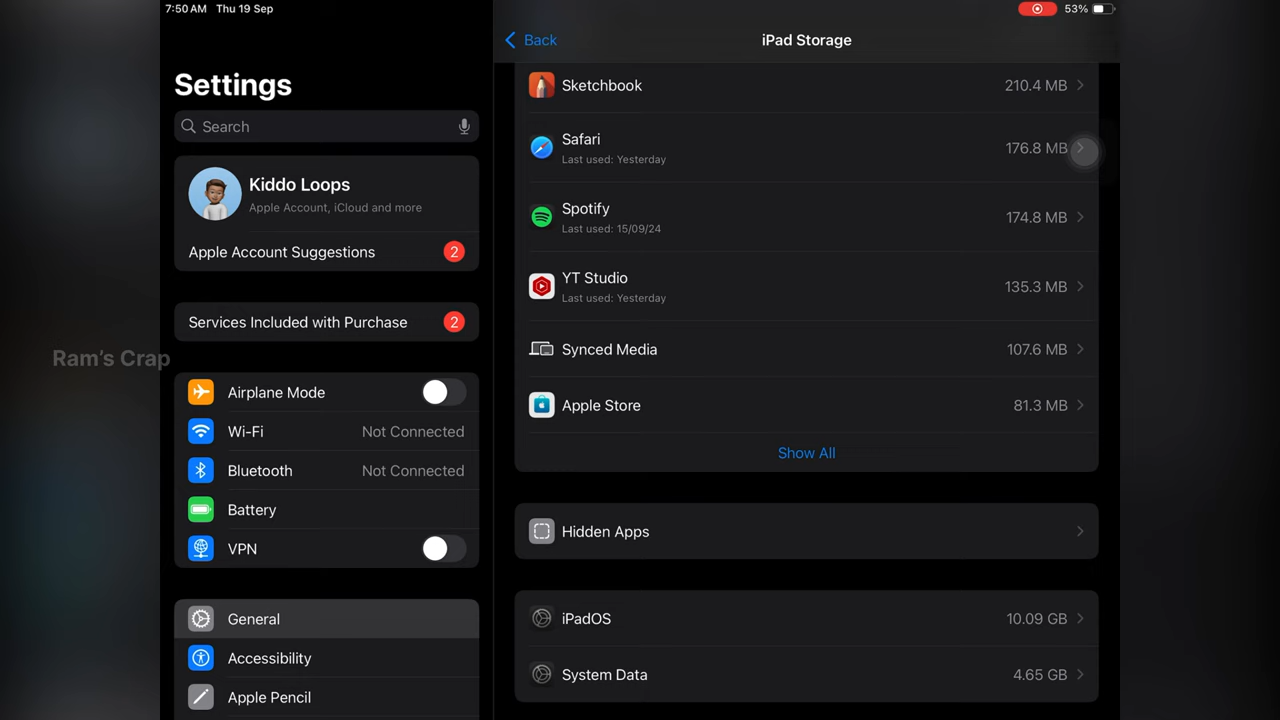 7:50 AM Thu 19 Sep
53%
Settings
Search
Kiddo Loops
Apple Account, iCloud and more
Apple Account Suggestions 2
Services Included with Purchase 2
Airplane Mode
Wi-Fi Not Connected
Bluetooth Not Connected
Battery
VPN
General
Accessibility
Apple Pencil
Ram's Crap
Back
iPad Storage
Sketchbook 210.4 MB
Safari 176.8 MB
Last used: Yesterday
Spotify 174.8 MB
Last used: 15/09/24
YT Studio 135.3 MB
Last used: Yesterday
Synced Media 107.6 MB
Apple Store 81.3 MB
Show All
Hidden Apps
iPadOS 10.09 GB
System Data 4.65 GB